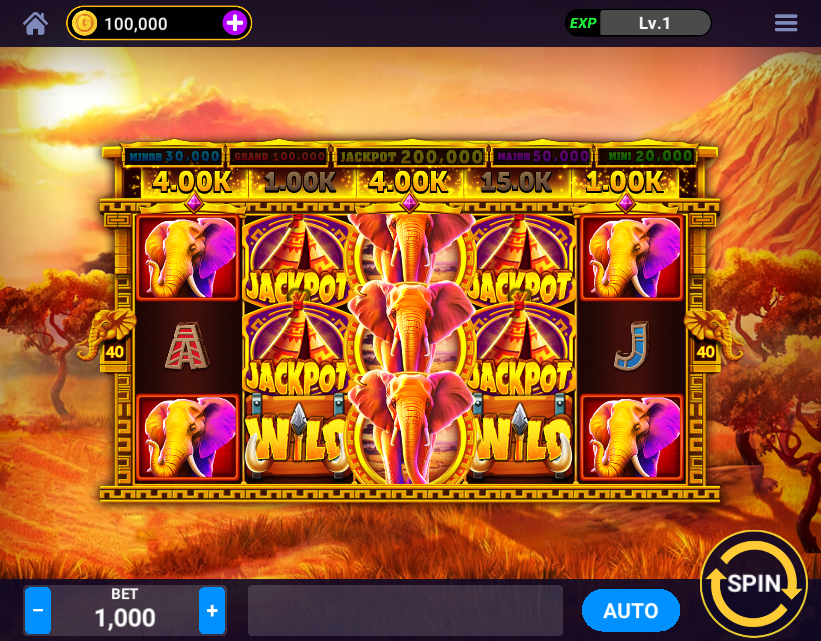 G 100,000 +
EXP Lv.1
MINOR 30,000 GRAND 100,000 JACKPOT 200,000 MAJOR 50,000 MINI 20,000
4.00K 1.00K 4.00K 15.0K 1.00K
JACKPOT JACKPOT
A J
40 40
JACKPOT JACKPOT
WILD WILD
BET
- 1,000 +
AUTO
SPIN